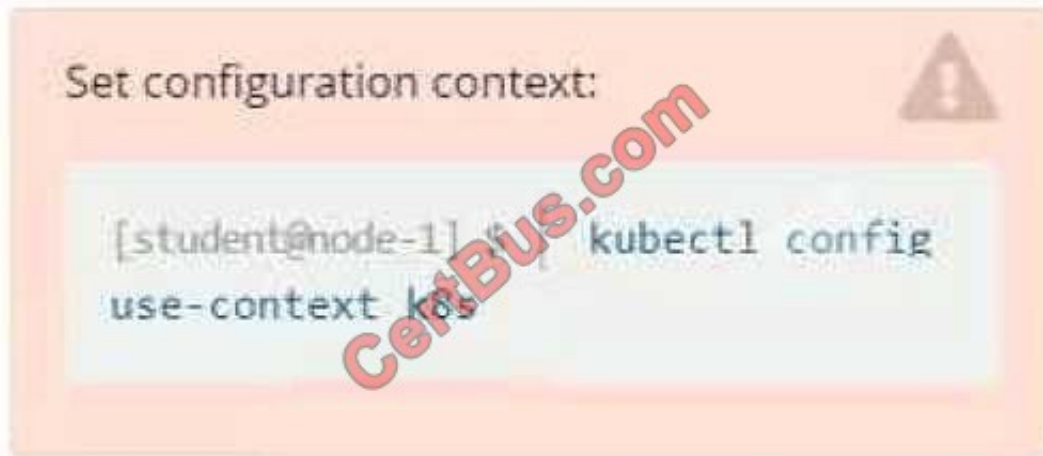 Set configuration context:
[student@node-1] $ | kubectl config
use-context k8s
CertBus.com